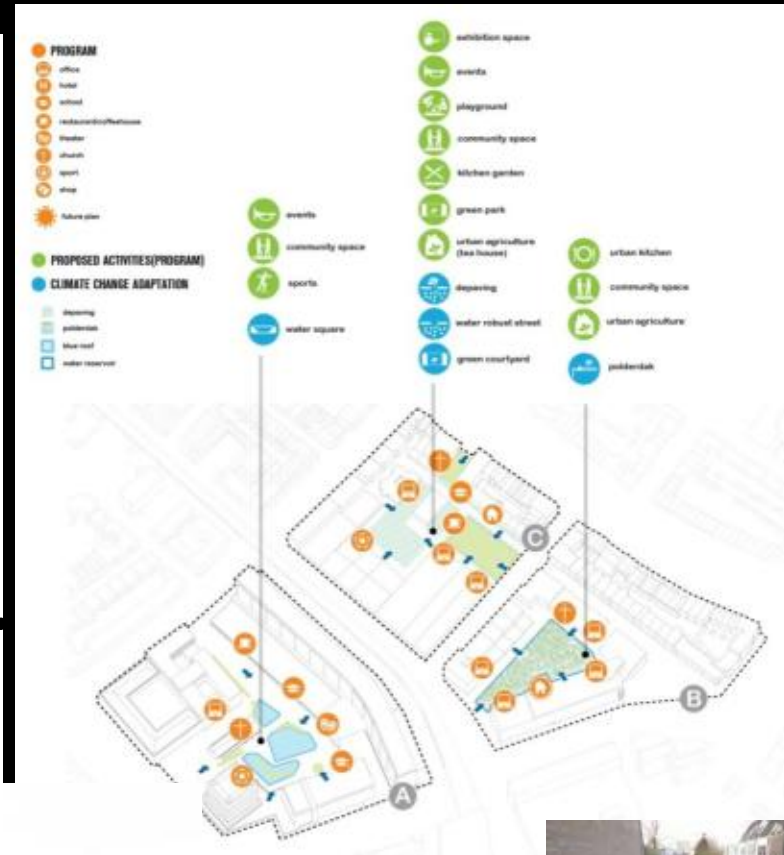 PROGRAM
office
hotel
school
restaurant/coffeehouse
theater
church
sport
shop
future plan
PROPOSED ACTIVITIES(PROGRAM)
CLIMATE CHANGE ADAPTATION
depaving
polderdak
blue roof
water reservoir
events
community space
sports
water square
exhibition space
events
playground
community space
kitchen garden
green park
urban agriculture
(tea house)
depaving
water robust street
green courtyard
urban kitchen
community space
urban agriculture
polderdak
C
B
A